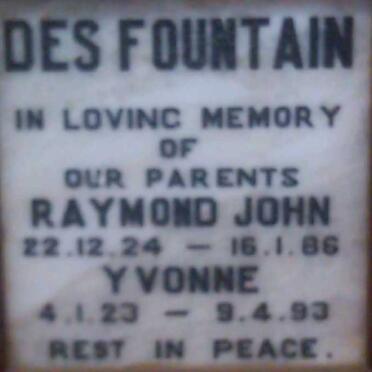 DES FOUNTAIN
IN LOVING MEMORY
OF
OUR PARENTS
RAYMOND JOHN
22.12.24 – 16.1.86
YVONNE
4.1.23 – 9.4.93
REST IN PEACE.